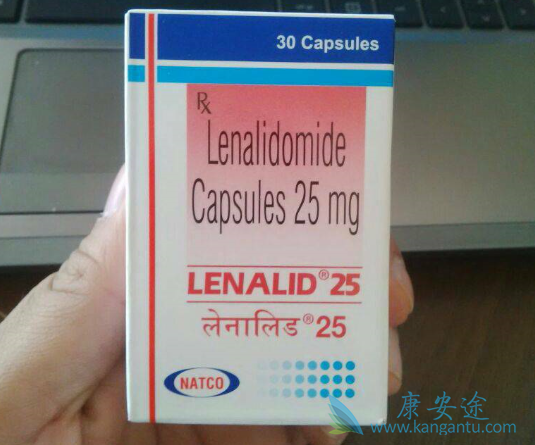 30 Capsules
Rx
Lenalidomide
Capsules 25 mg
LENALID® 25
लेनालिड® 25
NATCO
康安途
www.kangantu.com